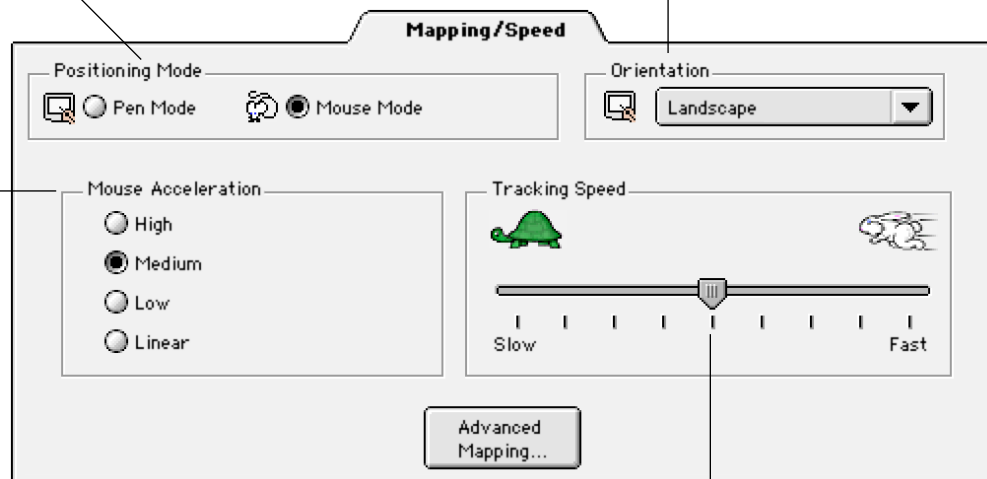 Mapping/Speed
Positioning Mode
Pen Mode
Mouse Mode
Orientation
Landscape
Mouse Acceleration
High
Medium
Low
Linear
Tracking Speed
Slow
Fast
Advanced
Mapping...